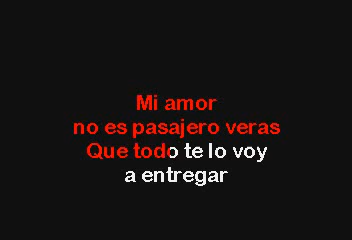 Mi amor
no es pasajero veras
Que todo te lo voy
a entregar